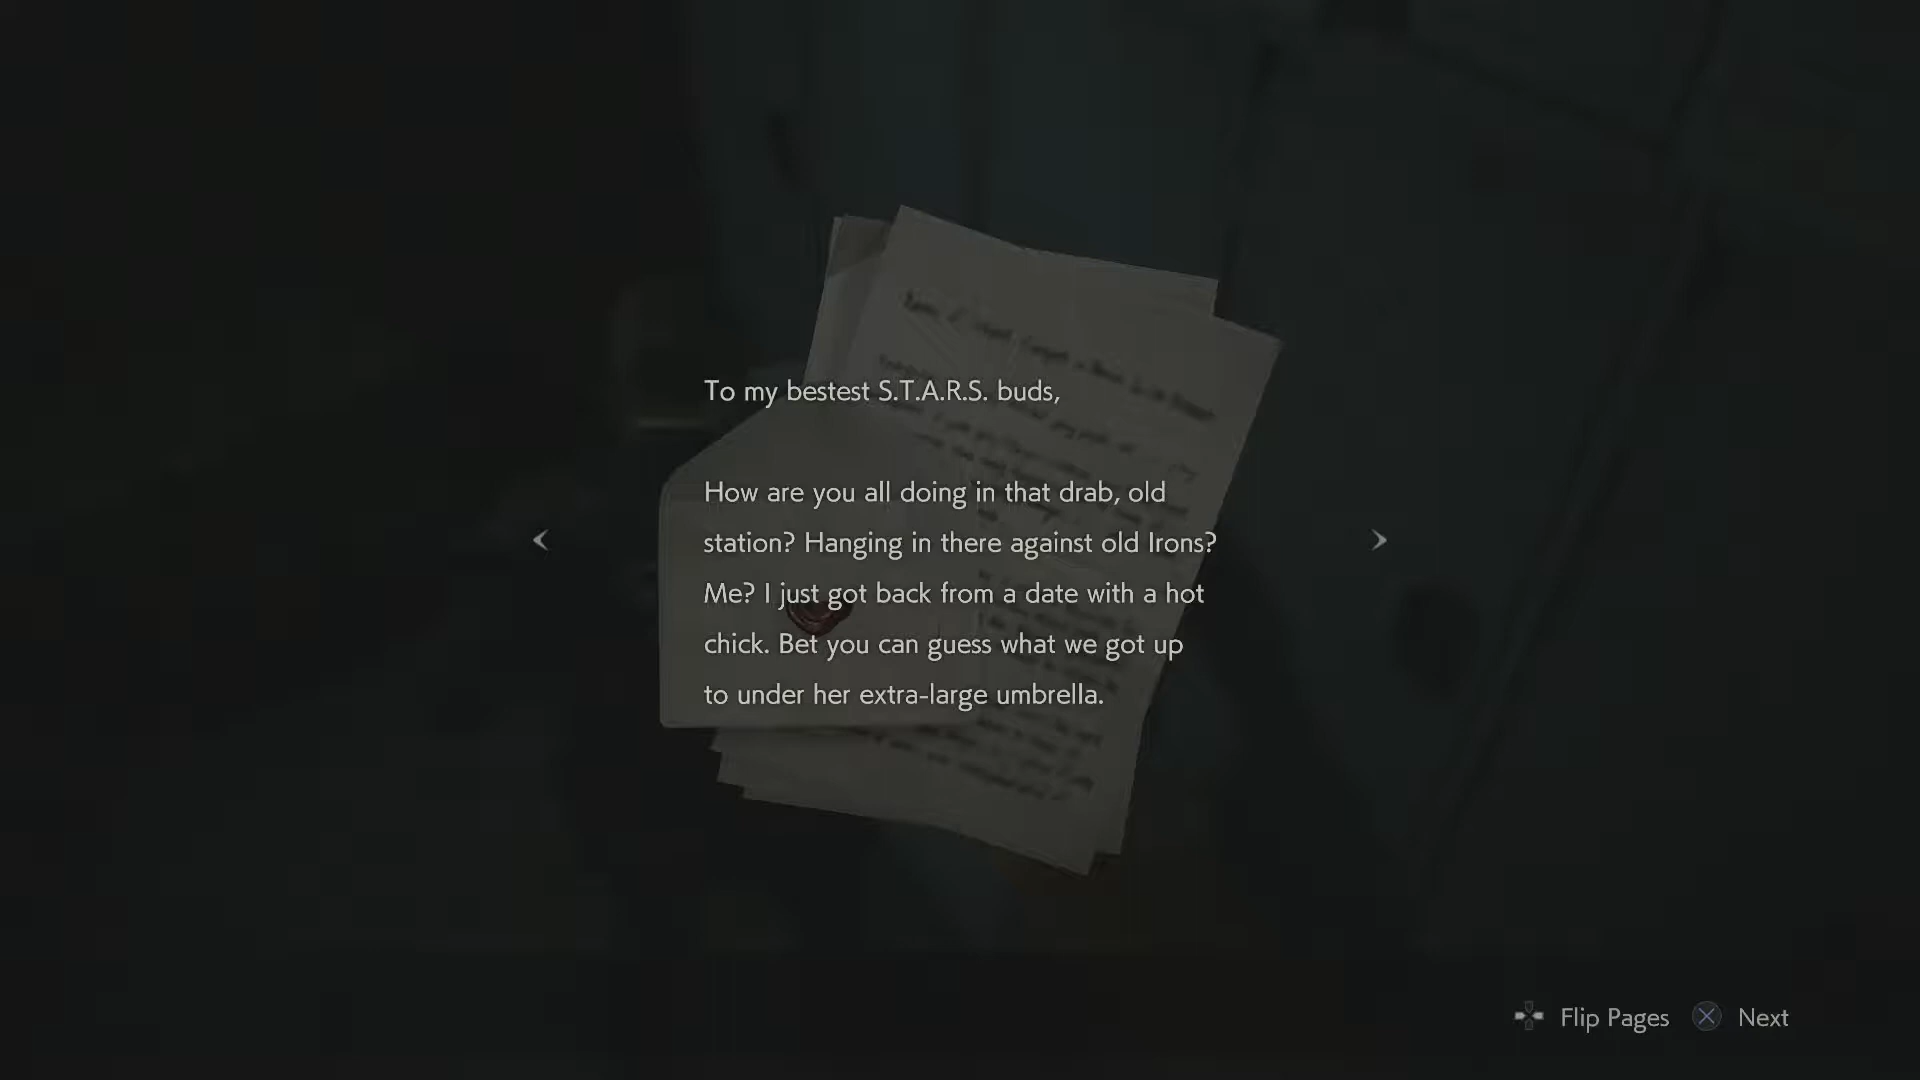 To my bestest S.T.A.R.S. buds,
How are you all doing in that drab, old
station? Hanging in there against old Irons?
Me? I just got back from a date with a hot
chick. Bet you can guess what we got up
to under her extra-large umbrella.
Flip Pages
Next